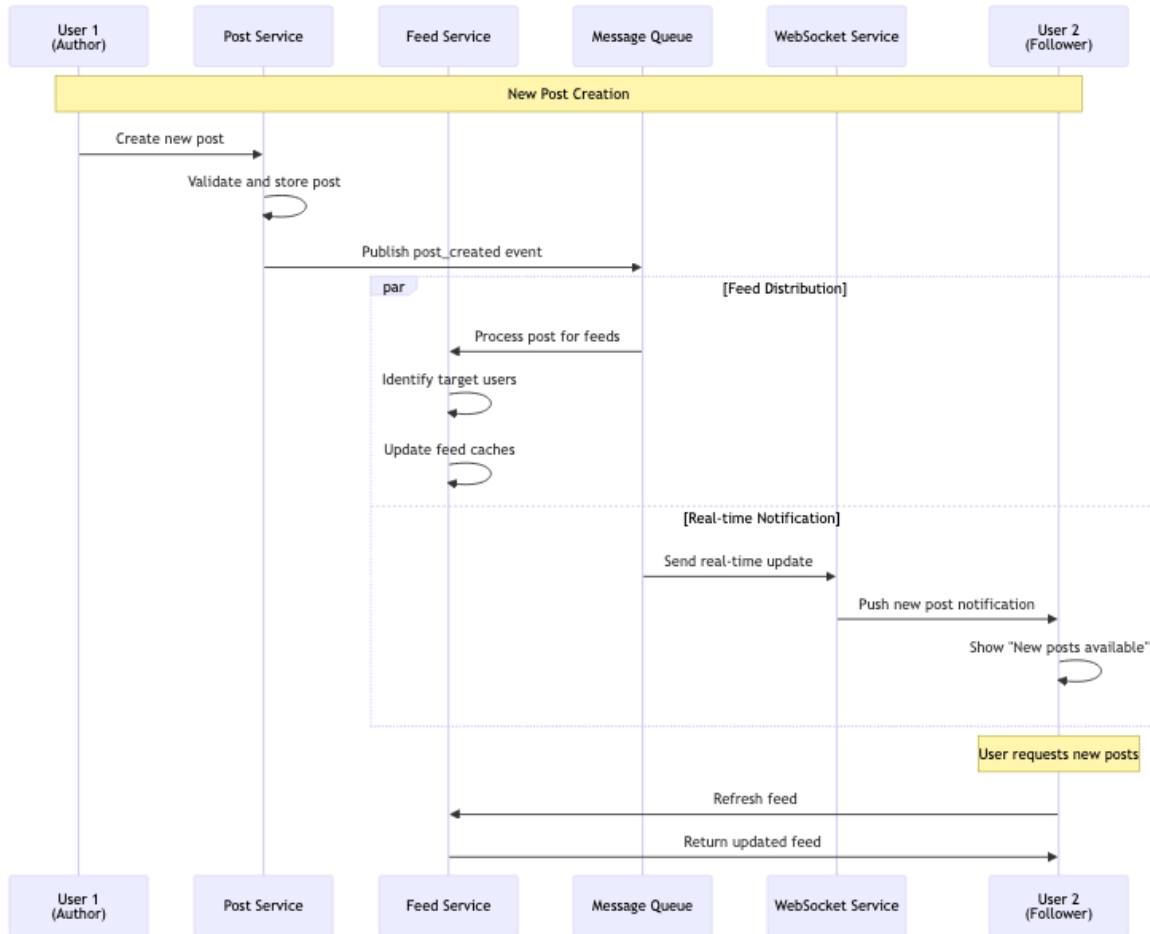 User 1
(Author)
Post Service
Feed Service
Message Queue
WebSocket Service
User 2
(Follower)
New Post Creation
Create new post
Validate and store post
Publish post_created event
par
[Feed Distribution]
Process post for feeds
Identify target users
Update feed caches
[Real-time Notification]
Send real-time update
Push new post notification
Show "New posts available"
User requests new posts
Refresh feed
Return updated feed
User 1
(Author)
Post Service
Feed Service
Message Queue
WebSocket Service
User 2
(Follower)